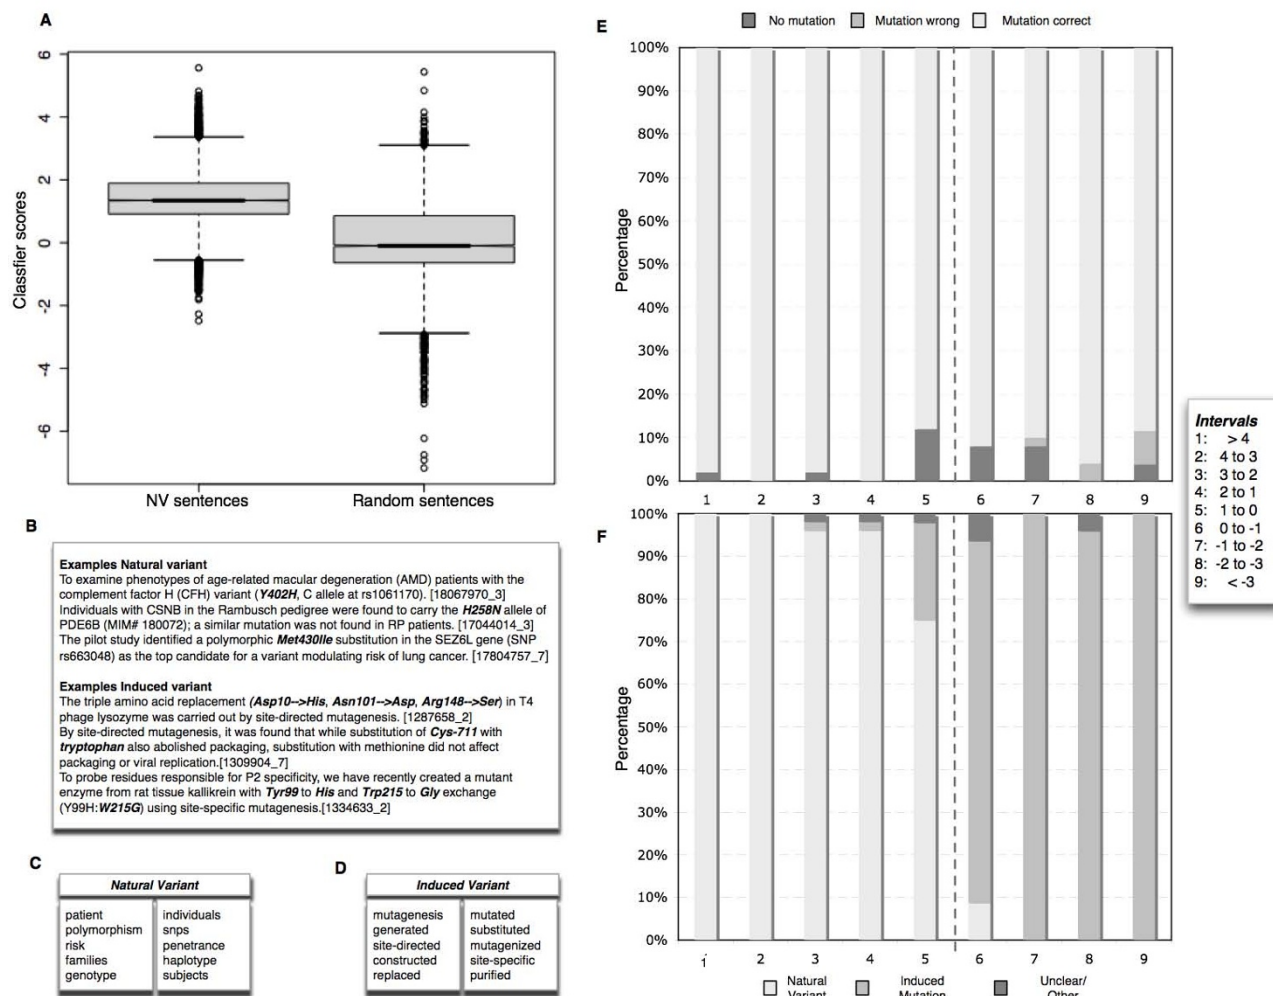 A
6
4
2
0
-2
-4
-6
Classfier scores
NV sentences
Random sentences
B
Examples Natural variant
To examine phenotypes of age-related macular degeneration (AMD) patients with the
complement factor H (CFH) variant (Y402H, C allele at rs1061170). [18067970_3]
Individuals with CSNB in the Rambusch pedigree were found to carry the H258N allele of
PDE6B (MIM# 180072); a similar mutation was not found in RP patients. [17044014_3]
The pilot study identified a polymorphic Met430Ile substitution in the SEZ6L gene (SNP
rs663048) as the top candidate for a variant modulating risk of lung cancer. [17804757_7]
Examples Induced variant
The triple amino acid replacement (Asp10-->His, Asn101-->Asp, Arg148-->Ser) in T4
phage lysozyme was carried out by site-directed mutagenesis. [1287658_2]
By site-directed mutagenesis, it was found that while substitution of Cys-711 with
tryptophan also abolished packaging, substitution with methionine did not affect
packaging or viral replication.[1309904_7]
To probe residues responsible for P2 specificity, we have recently created a mutant
enzyme from rat tissue kallikrein with Tyr99 to His and Trp215 to Gly exchange
(Y99H:W215G) using site-specific mutagenesis.[1334633_2]
C
Natural Variant
patient individuals
polymorphism snps
risk penetrance
families haplotype
genotype subjects
D
Induced Variant
mutagenesis mutated
generated substituted
site-directed mutagenized
constructed site-specific
replaced purified
E
No mutation Mutation wrong Mutation correct
100%
90%
80%
70%
60%
50%
40%
30%
20%
10%
0%
Percentage
1 2 3 4 5 6 7 8 9
F
100%
90%
80%
70%
60%
50%
40%
30%
20%
10%
0%
Percentage
1 2 3 4 5 6 7 8 9
Natural Variant
Induced Mutation
Unclear/ Other
Intervals
1: > 4
2: 4 to 3
3: 3 to 2
4: 2 to 1
5: 1 to 0
6 0 to -1
7: -1 to -2
8: -2 to -3
9: < -3